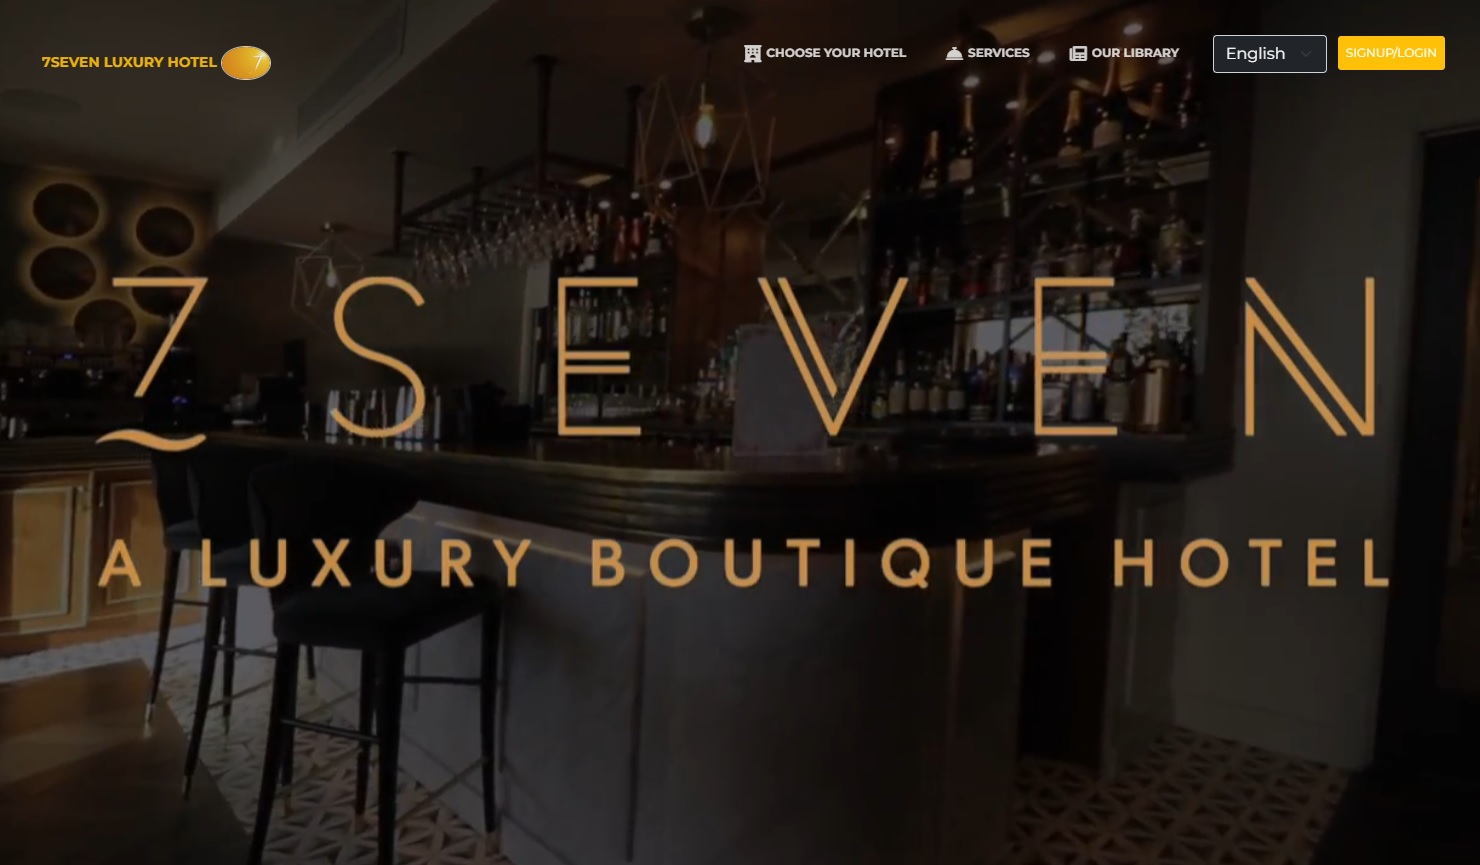 7SEVEN LUXURY HOTEL 7
CHOOSE YOUR HOTEL
SERVICES
OUR LIBRARY
English
SIGNUP/LOGIN
7SEVEN
A LUXURY BOUTIQUE HOTEL